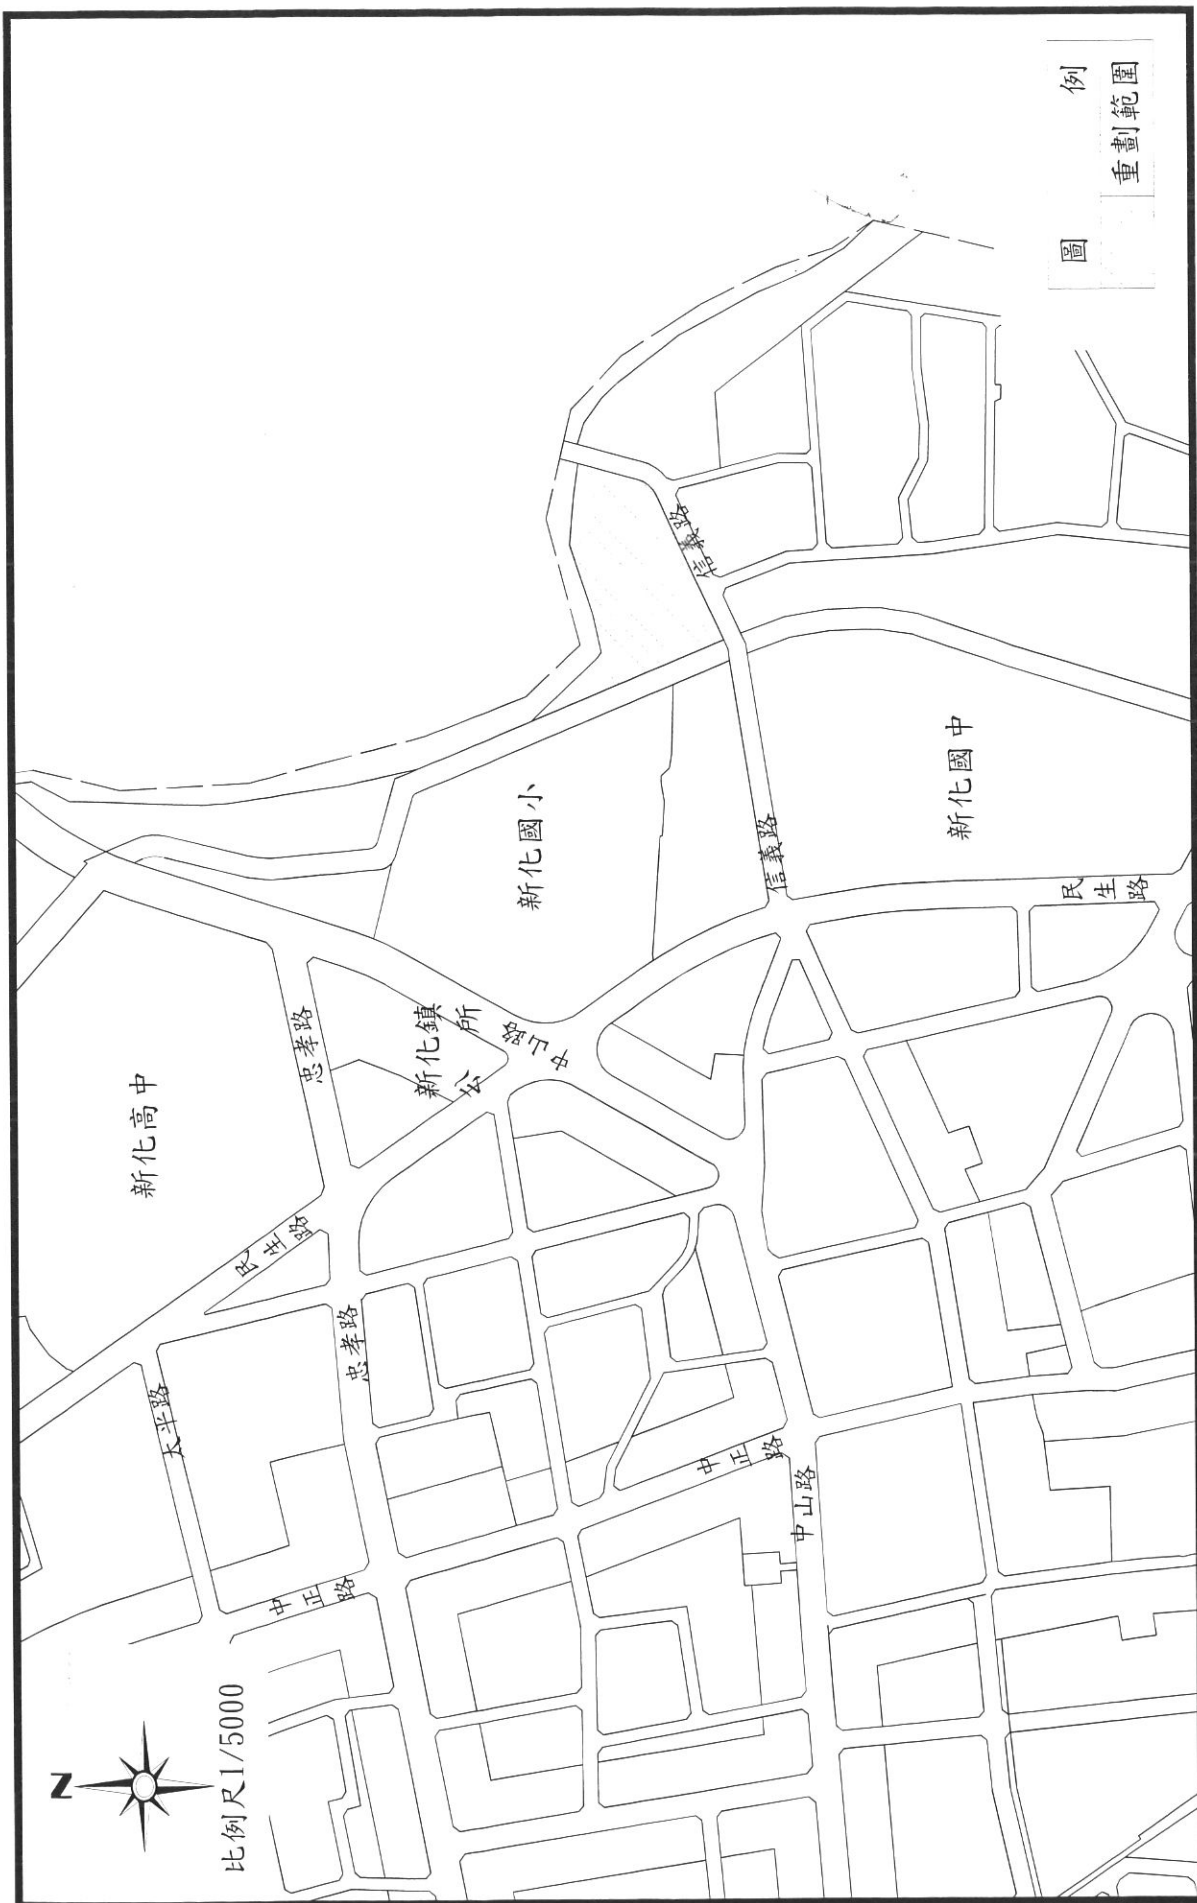 圖 例
重劃範圍
新化高中
忠孝路
新化鎮
公 所
中山路
新化國小
信義路
信義路
新化國中
民生路
民生路
忠孝路
太平路
中正路
中正路
中山路
N
比例尺1/5000